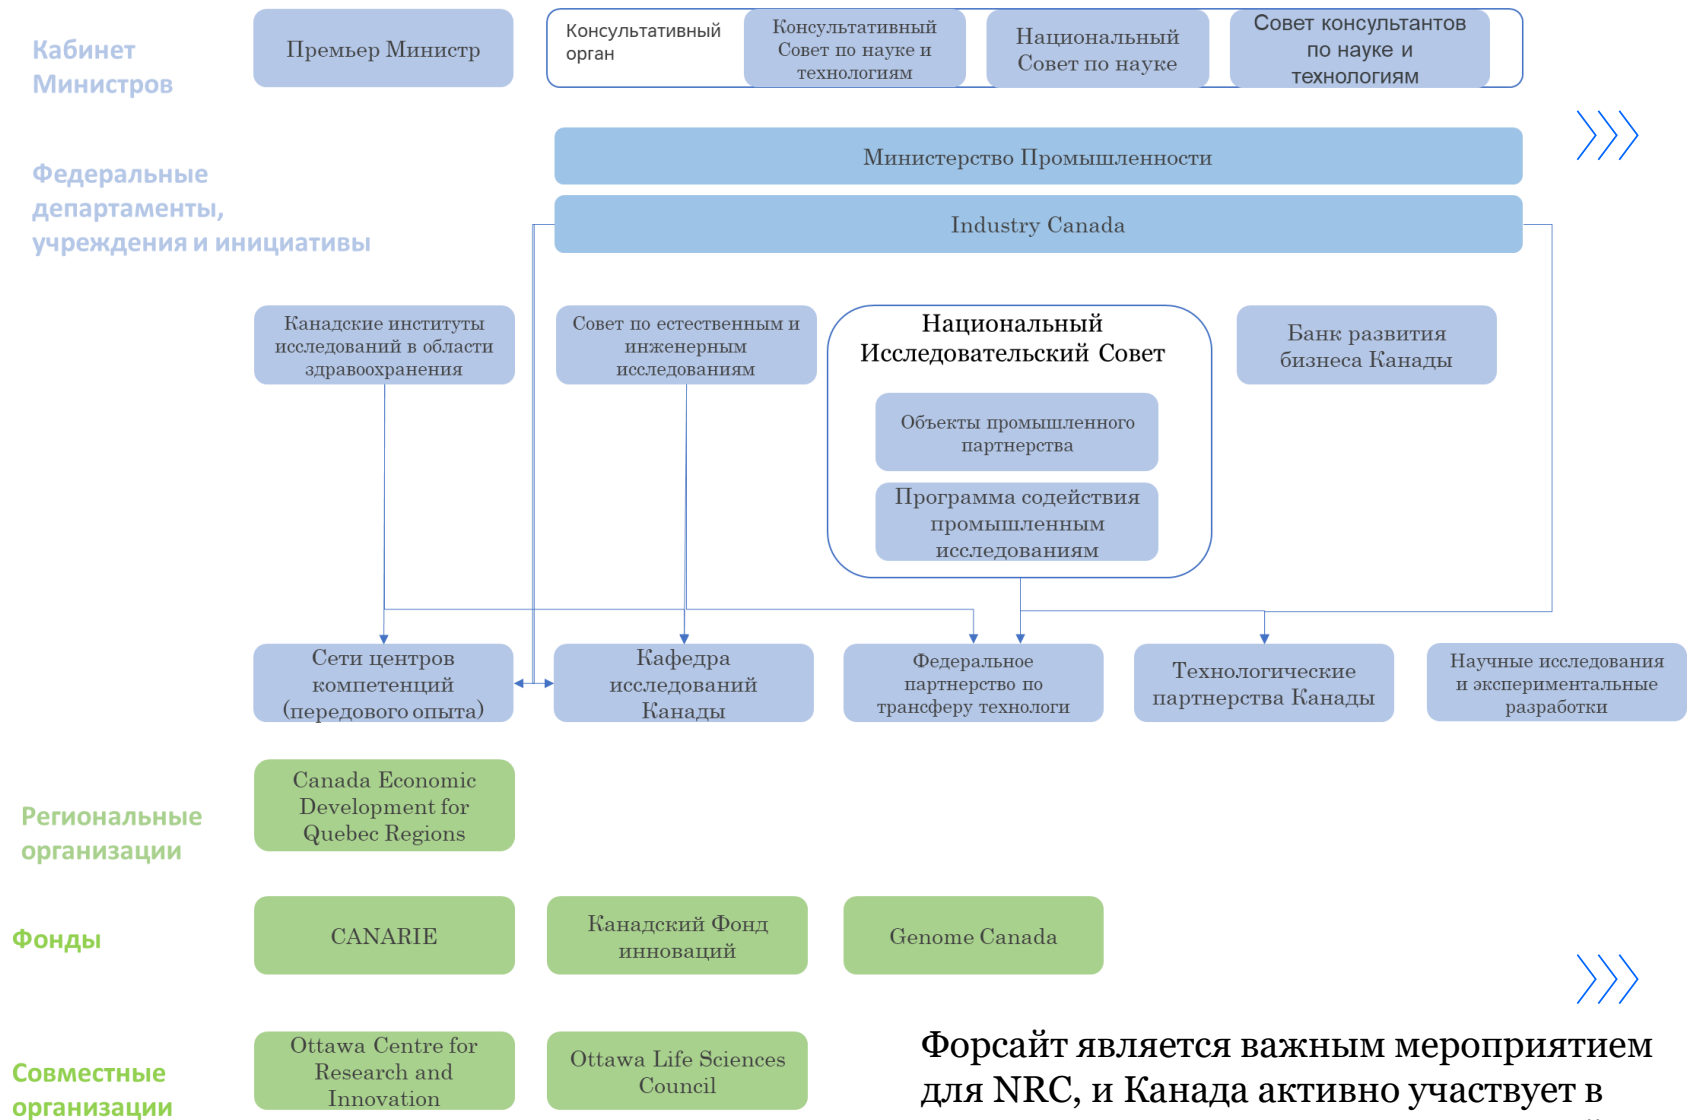 Кабинет
Министров
Премьер Министр
Консультативный
орган
Консультативный
Совет по науке и
технологиям
Национальный
Совет по науке
Совет консультантов
по науке и
технологиям
Федеральные
департаменты,
учреждения и инициативы
Министерство Промышленности
Industry Canada
Канадские институты
исследований в области
здравоохранения
Совет по естественным и
инженерным
исследованиям
Национальный
Исследовательский Совет
Объекты промышленного
партнерства
Программа содействия
промышленным
исследованиям
Банк развития
бизнеса Канады
Сети центров
компетенций
(передового опыта)
Кафедра
исследований
Канады
Федеральное
партнерство по
трансферу технологи
Технологические
партнерства Канады
Научные исследования
и экспериментальные
разработки
Региональные
организации
Canada Economic
Development for
Quebec Regions
Фонды
CANARIE
Канадский Фонд
инноваций
Genome Canada
Совместные
организации
Ottawa Centre for
Research and
Innovation
Ottawa Life Sciences
Council
Форсайт является важным мероприятием
для NRC, и Канада активно участвует в